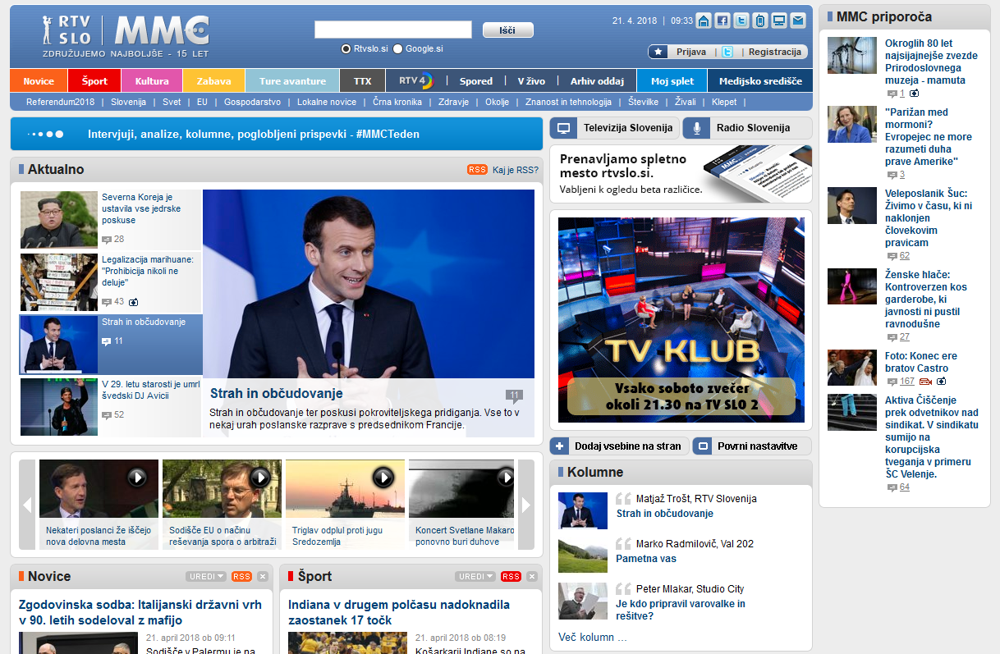 RTV
SLO
MMC
ZDRUŽUJEMO NAJBOLJŠE - 15 LET
Išči
Rtvslo.si Google.si
21. 4. 2018 | 09:33
Prijava | | Registracija
Novice Šport Kultura Zabava Ture avanture TTX RTV 4 Spored V živo Arhiv oddaj Moj splet Medijsko središče
Referendum2018 | Slovenija | Svet | EU | Gospodarstvo | Lokalne novice | Črna kronika | Zdravje | Okolje | Znanost in tehnologija | Številke | Živali | Klepet |
Intervjuji, analize, kolumne, poglobljeni prispevki - #MMCTeden
Aktualno
RSS Kaj je RSS?
Severna Koreja je
ustavila vse jedrske
poskuse
28
Legalizacija marihuane:
"Prohibicija nikoli ne
deluje"
43
Strah in občudovanje
11
V 29. letu starosti je umrl
švedski DJ Avicii
52
Strah in občudovanje
11
Strah in občudovanje ter poskusi pokroviteljskega pridiganja. Vse to v
nekaj urah poslanske razprave s predsednikom Francije.
Nekateri poslanci že iščejo
nova delovna mesta
Sodišče EU o načinu
reševanja spora o arbitraži
Triglav odplul proti jugu
Sredozemlja
Koncert Svetlane Makaro
ponovno buri duhove
Novice
UREDI RSS
Zgodovinska sodba: Italijanski državni vrh
v 90. letih sodeloval z mafijo
21. april 2018 ob 09:11
Sodišče v Palermu je na
Šport
UREDI RSS
Indiana v drugem polčasu nadoknadila
zaostanek 17 točk
21. april 2018 ob 08:19
Košarkarji Indiane so na
Televizija Slovenija
Radio Slovenija
Prenavljamo spletno
mesto rtvslo.si.
Vabljeni k ogledu beta različice.
MMC
TV KLUB
Vsako soboto zvečer
okoli 21.30 na TV SLO 2
Dodaj vsebine na stran
Povrni nastavitve
Kolumne
Matjaž Trošt, RTV Slovenija
Strah in občudovanje
Marko Radmilovič, Val 202
Pametna vas
Peter Mlakar, Studio City
Je kdo pripravil varovalke in
rešitve?
Več kolumn ...
MMC priporoča
Okroglih 80 let
najsijajnejše zvezde
Prirodoslovnega
muzeja - mamuta
1
"Parižan med
mormoni?
Evropejec ne more
razumeti duha
prave Amerike"
3
Veleposlanik Šuc:
Živimo v času, ki ni
naklonjen
človekovim
pravicam
62
Ženske hlače:
Kontroverzen kos
garderobe, ki
javnosti ni pustil
ravnodušne
27
Foto: Konec ere
bratov Castro
167
Aktiva Čiščenje
prek odvetnikov nad
sindikat. V sindikatu
sumijo na
korupcijska
tveganja v primeru
ŠC Velenje.
64